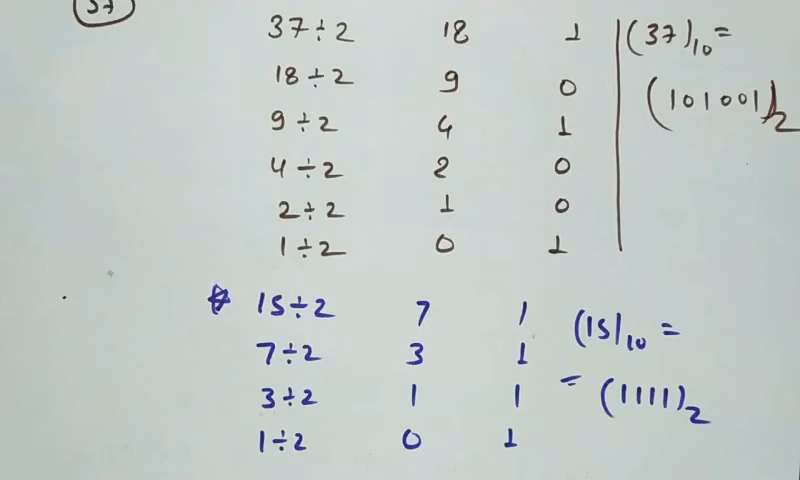 37
37÷2 18 1 (37)10 =
18÷2 9 0 (101001)2
9÷2 4 1
4÷2 2 0
2÷2 1 0
1÷2 0 1
15÷2 7 1 (15)10 =
7÷2 3 1
3÷2 1 1 = (1111)2
1÷2 0 1